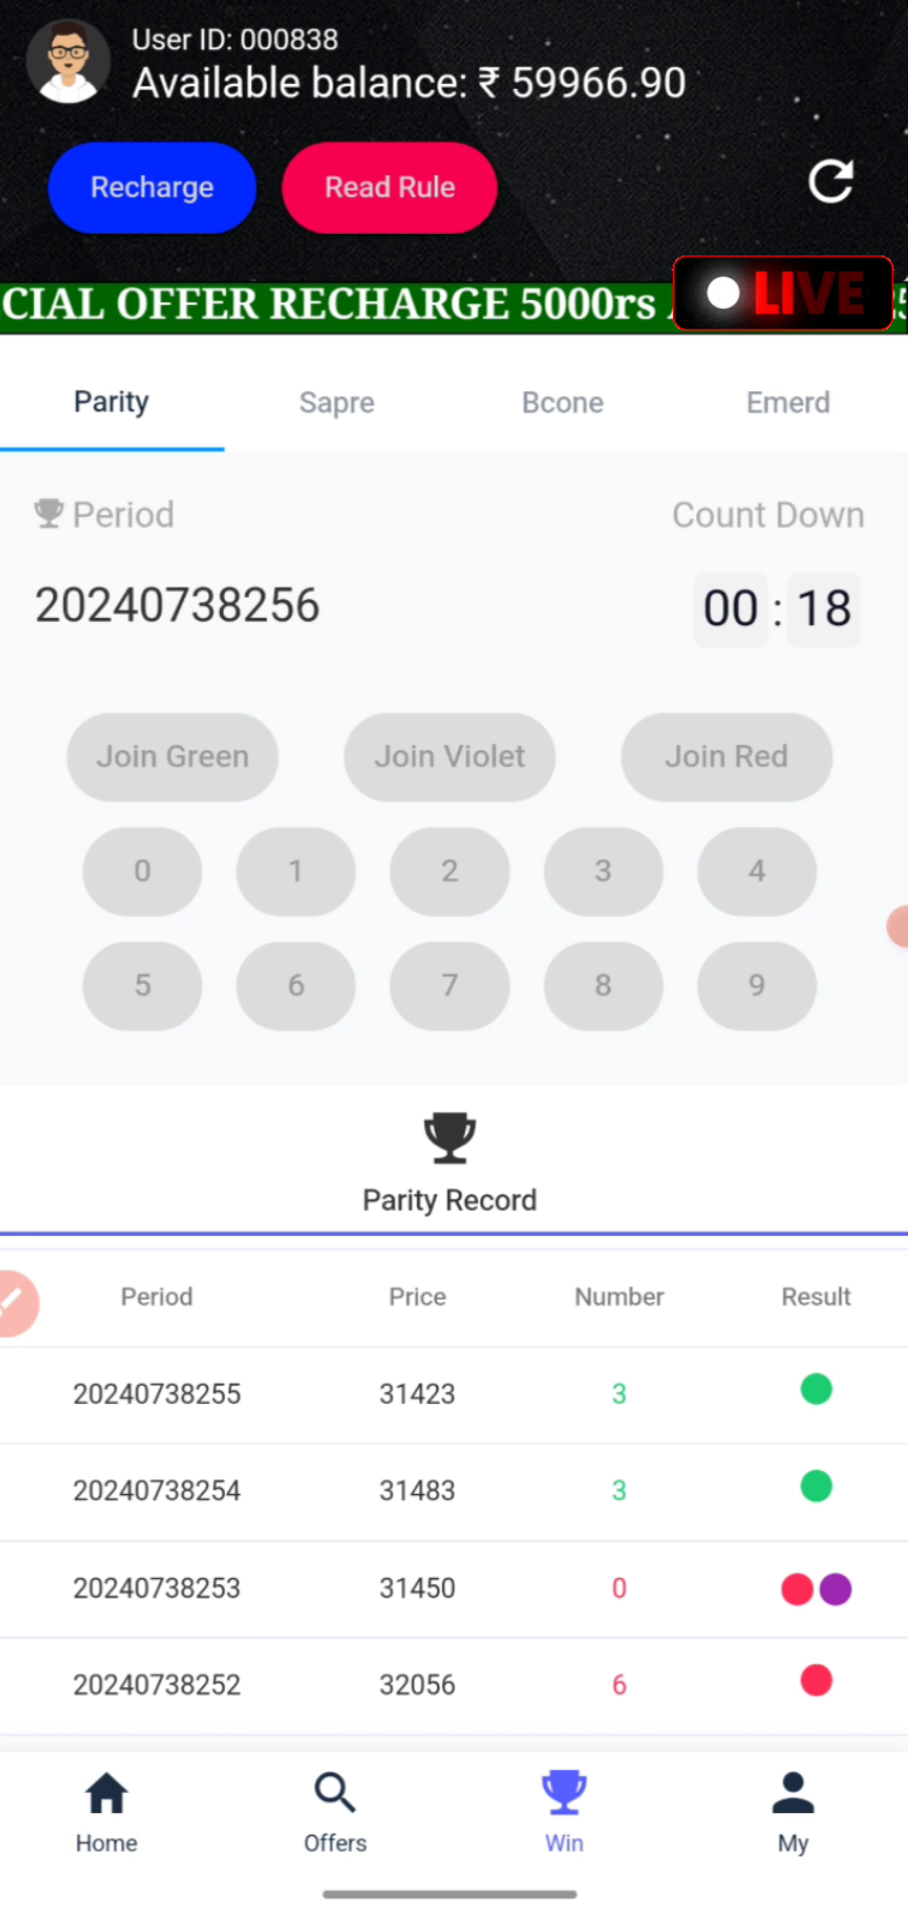 User ID: 000838
Available balance: ₹ 59966.90
Recharge
Read Rule
CIAL OFFER RECHARGE 5000rs
LIVE
Parity
Sapre
Bcone
Emerd
Period
Count Down
20240738256
00 : 18
Join Green
Join Violet
Join Red
0 1 2 3 4
5 6 7 8 9
Parity Record
Period Price Number Result
20240738255 31423 3
20240738254 31483 3
20240738253 31450 0
20240738252 32056 6
Home
Offers
Win
My